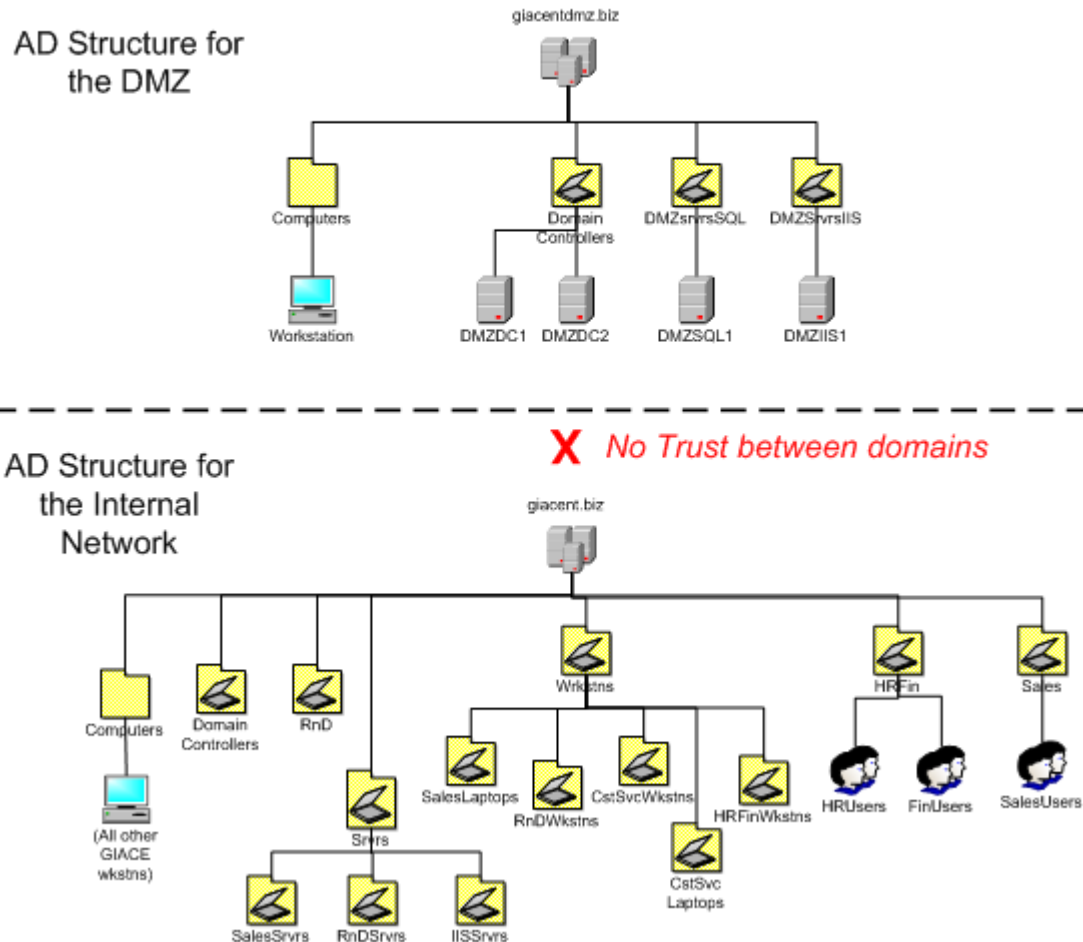 giacentdmz.biz
AD Structure for
the DMZ
Computers
Domain
Controllers
DMZsrvrsSQL
DMZSrvrsIIS
Workstation
DMZDC1
DMZDC2
DMZSQL1
DMZIIS1
X No Trust between domains
AD Structure for
the Internal
Network
giacent.biz
Computers
Domain
Controllers
RnD
Wrkstns
HRFin
Sales
(All other
GIACE
wkstns)
Srvrs
SalesLaptops
RnDWkstns
CstSvcWkstns
HRFinWkstns
CstSvc
Laptops
HRUsers
FinUsers
SalesUsers
SalesSrvrs
RnDSrvrs
IISSrvrs